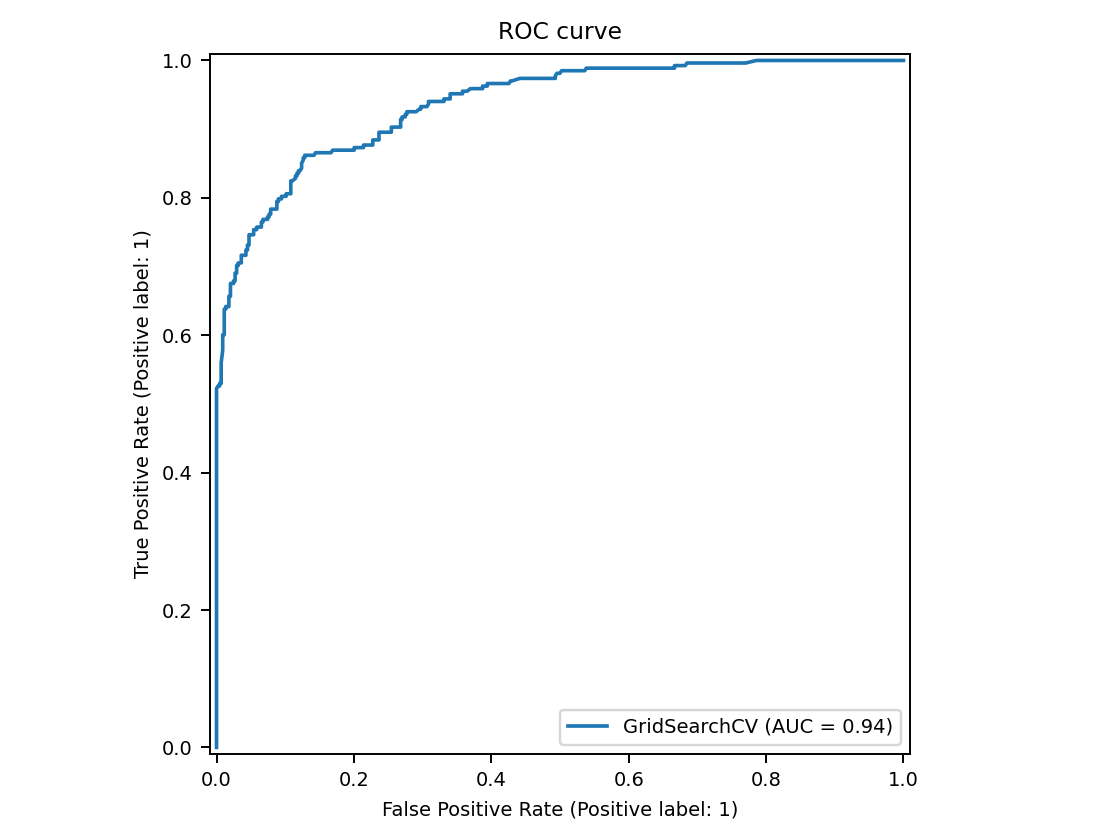 ROC curve
True Positive Rate (Positive label: 1)
1.0
0.8
0.6
0.4
0.2
0.0
GridSearchCV (AUC = 0.94)
0.0 0.2 0.4 0.6 0.8 1.0
False Positive Rate (Positive label: 1)